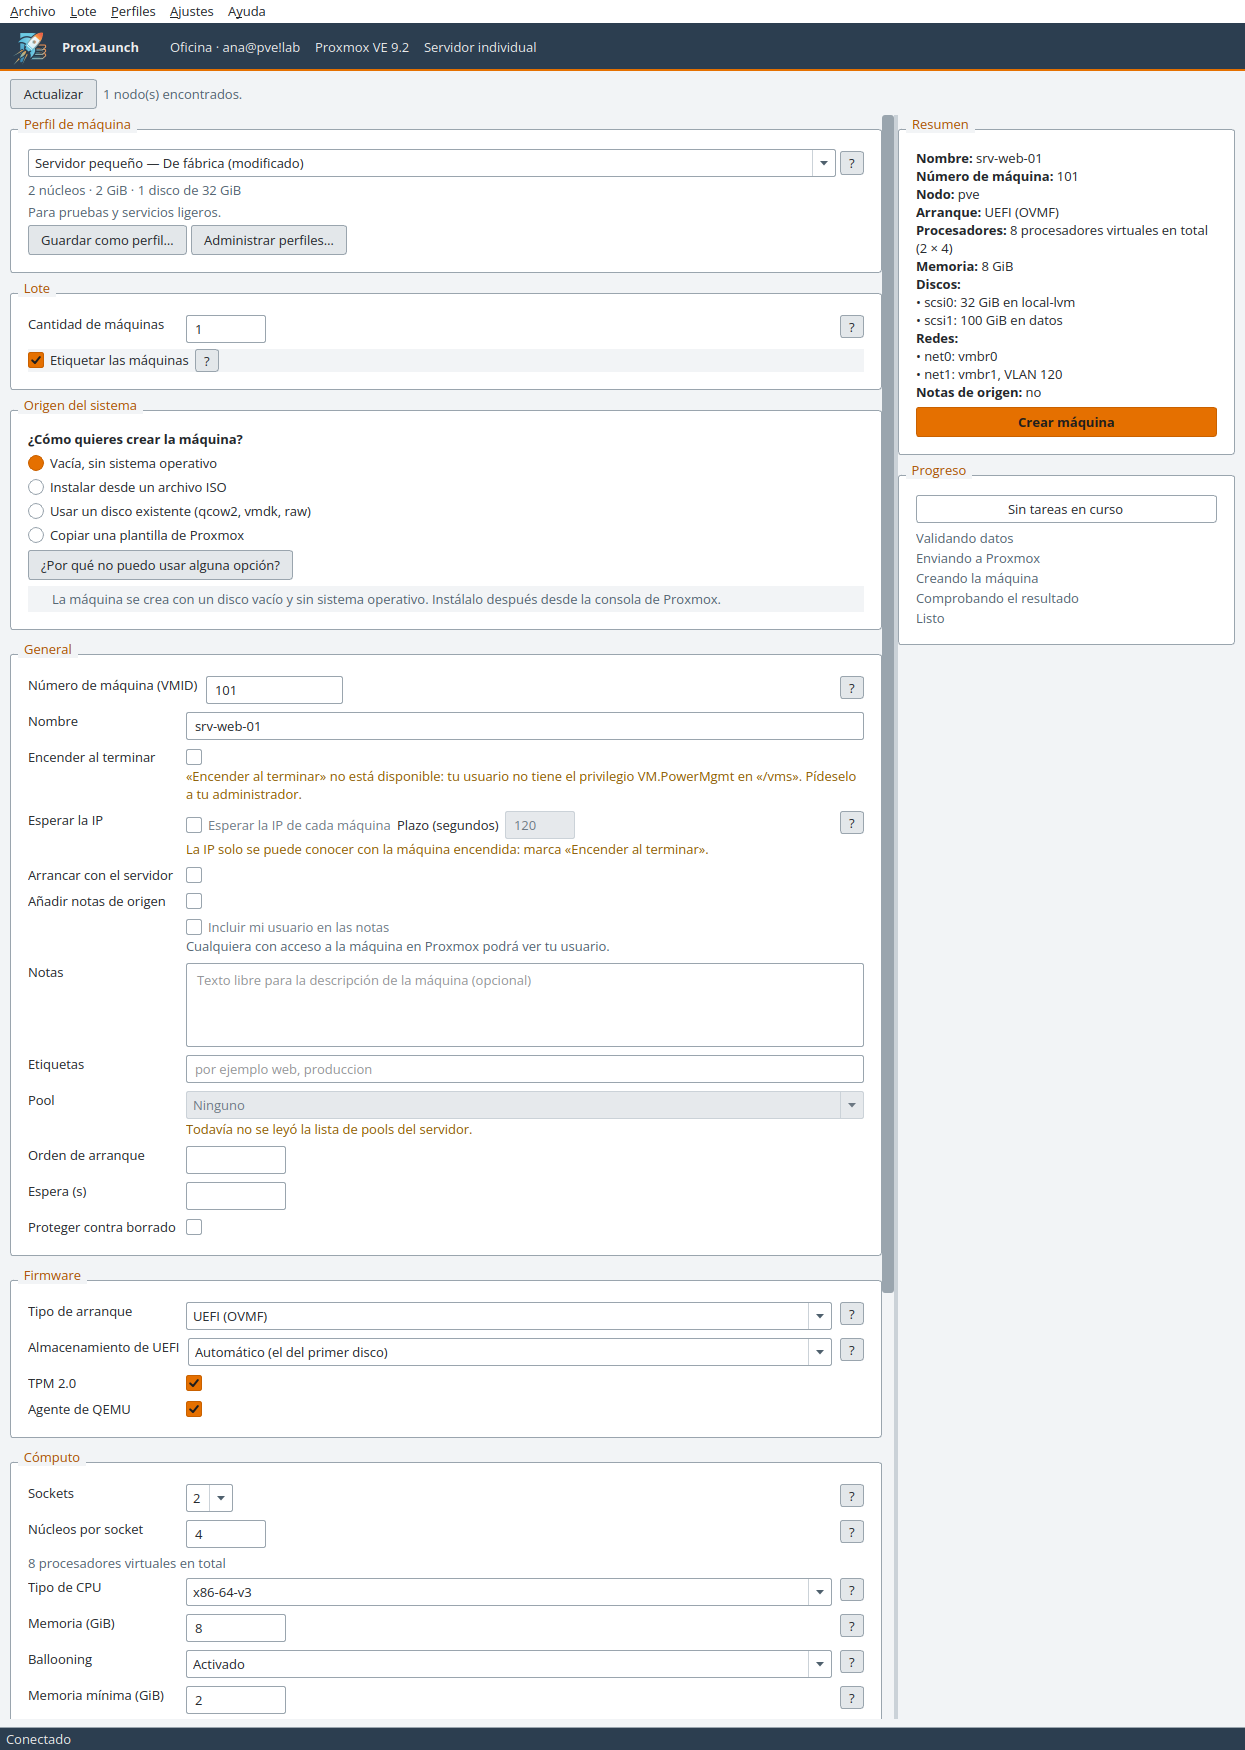 Archivo Lote Perfiles Ajustes Ayuda
ProxLaunch Oficina · ana@pve!lab Proxmox VE 9.2 Servidor individual
Actualizar 1 nodo(s) encontrados.
Perfil de máquina
Servidor pequeño — De fábrica (modificado) ?
2 núcleos · 2 GiB · 1 disco de 32 GiB
Para pruebas y servicios ligeros.
Guardar como perfil... Administrar perfiles...
Lote
Cantidad de máquinas 1 ?
Etiquetar las máquinas ?
Origen del sistema
¿Cómo quieres crear la máquina?
Vacía, sin sistema operativo
Instalar desde un archivo ISO
Usar un disco existente (qcow2, vmdk, raw)
Copiar una plantilla de Proxmox
¿Por qué no puedo usar alguna opción?
La máquina se crea con un disco vacío y sin sistema operativo. Instálalo después desde la consola de Proxmox.
General
Número de máquina (VMID) 101 ?
Nombre srv-web-01
Encender al terminar
«Encender al terminar» no está disponible: tu usuario no tiene el privilegio VM.PowerMgmt en «/vms». Pídeselo
a tu administrador.
Esperar la IP Esperar la IP de cada máquina Plazo (segundos) 120 ?
La IP solo se puede conocer con la máquina encendida: marca «Encender al terminar».
Arrancar con el servidor
Añadir notas de origen
Incluir mi usuario en las notas
Cualquiera con acceso a la máquina en Proxmox podrá ver tu usuario.
Notas Texto libre para la descripción de la máquina (opcional)
Etiquetas por ejemplo web, produccion
Pool Ninguno
Todavía no se leyó la lista de pools del servidor.
Orden de arranque
Espera (s)
Proteger contra borrado
Firmware
Tipo de arranque UEFI (OVMF) ?
Almacenamiento de UEFI Automático (el del primer disco) ?
TPM 2.0
Agente de QEMU
Cómputo
Sockets 2 ?
Núcleos por socket 4 ?
8 procesadores virtuales en total
Tipo de CPU x86-64-v3 ?
Memoria (GiB) 8 ?
Ballooning Activado ?
Memoria mínima (GiB) 2 ?
Resumen
Nombre: srv-web-01
Número de máquina: 101
Nodo: pve
Arranque: UEFI (OVMF)
Procesadores: 8 procesadores virtuales en total
(2 × 4)
Memoria: 8 GiB
Discos:
• scsi0: 32 GiB en local-lvm
• scsi1: 100 GiB en datos
Redes:
• net0: vmbr0
• net1: vmbr1, VLAN 120
Notas de origen: no
Crear máquina
Progreso
Sin tareas en curso
Validando datos
Enviando a Proxmox
Creando la máquina
Comprobando el resultado
Listo
Conectado